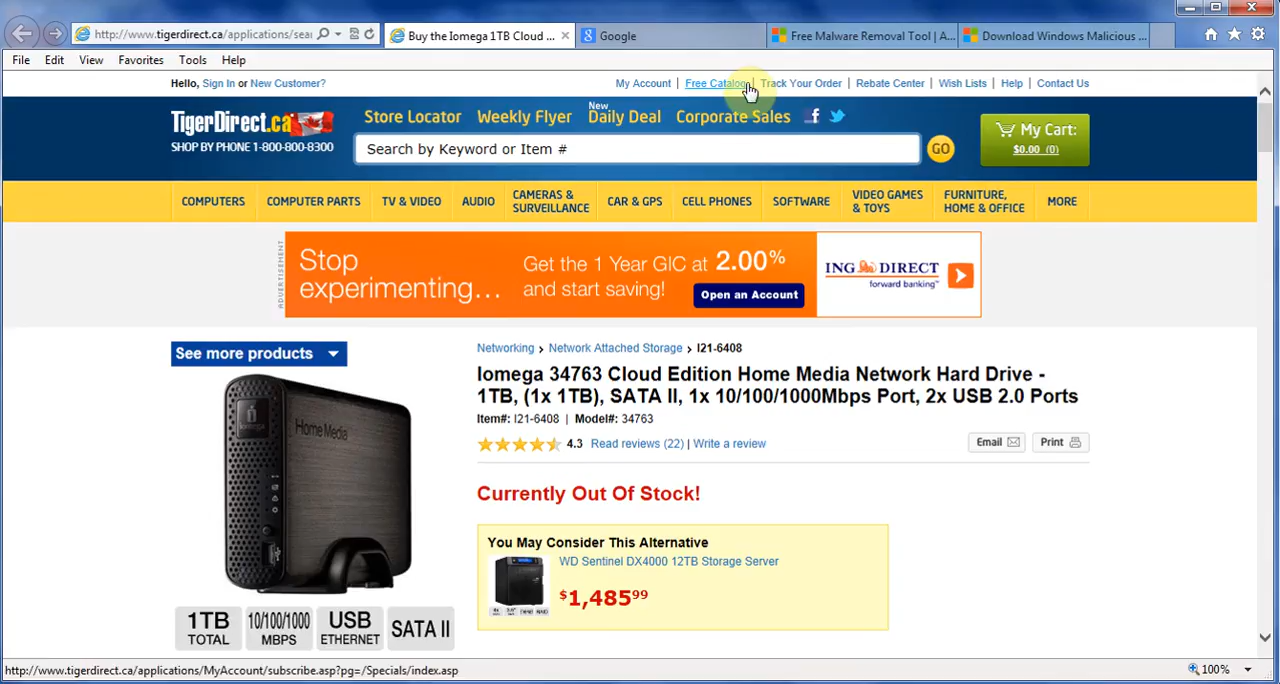 http://www.tigerdirect.ca/applications/sear
Buy the Iomega 1TB Cloud ...
Google
Free Malware Removal Tool | A...
Download Windows Malicious ...
File Edit View Favorites Tools Help
Hello, Sign In or New Customer?
My Account | Free Catalog | Track Your Order | Rebate Center | Wish Lists | Help | Contact Us
TigerDirect.ca
SHOP BY PHONE 1-800-800-8300
Store Locator Weekly Flyer New Daily Deal Corporate Sales
Search by Keyword or Item #
GO
My Cart:
$0.00 (0)
COMPUTERS
COMPUTER PARTS
TV & VIDEO
AUDIO
CAMERAS &
SURVEILLANCE
CAR & GPS
CELL PHONES
SOFTWARE
VIDEO GAMES
& TOYS
FURNITURE,
HOME & OFFICE
MORE
ADVERTISEMENT
Stop
experimenting...
Get the 1 Year GIC at 2.00%
and start saving!
Open an Account
ING DIRECT
forward banking™
See more products
Networking › Network Attached Storage › I21-6408
Iomega 34763 Cloud Edition Home Media Network Hard Drive -
1TB, (1x 1TB), SATA II, 1x 10/100/1000Mbps Port, 2x USB 2.0 Ports
Item#: I21-6408 | Model#: 34763
4.3 Read reviews (22) | Write a review
Email
Print
Currently Out Of Stock!
You May Consider This Alternative
WD Sentinel DX4000 12TB Storage Server
$1,48599
iomega
Home Media
1TB
TOTAL
10/100/1000
MBPS
USB
ETHERNET
SATA II
http://www.tigerdirect.ca/applications/MyAccount/subscribe.asp?pg=/Specials/index.asp
100%